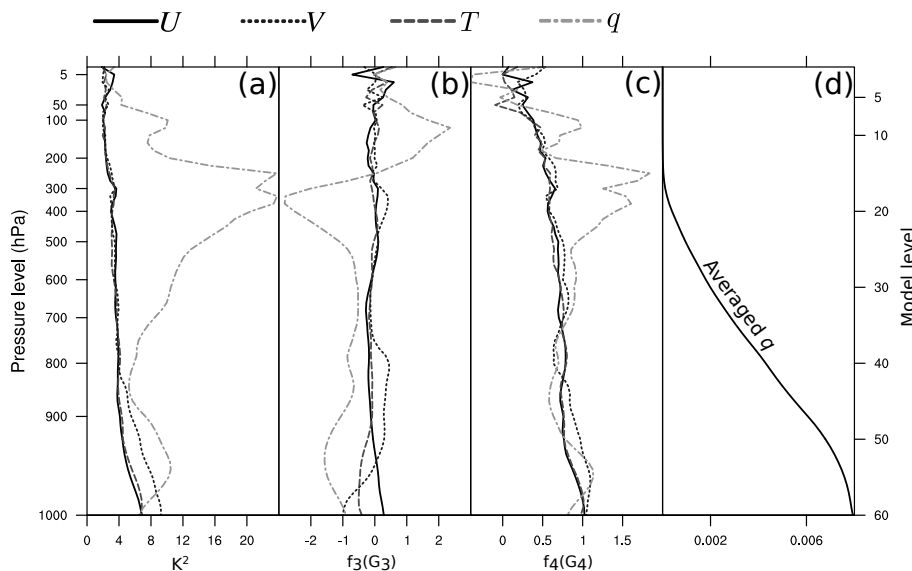 U V T q
(a) (b) (c) (d)
5
50
100
200
300
400
500
600
700
800
900
1000
Pressure level (hPa)
5
10
20
30
40
50
60
Model level
Averaged q
0 4 8 12 16 20
-2 -1 0 1 2
0 0.5 1 1.5
0.002 0.006
K²
f₃(G₃)
f₄(G₄)